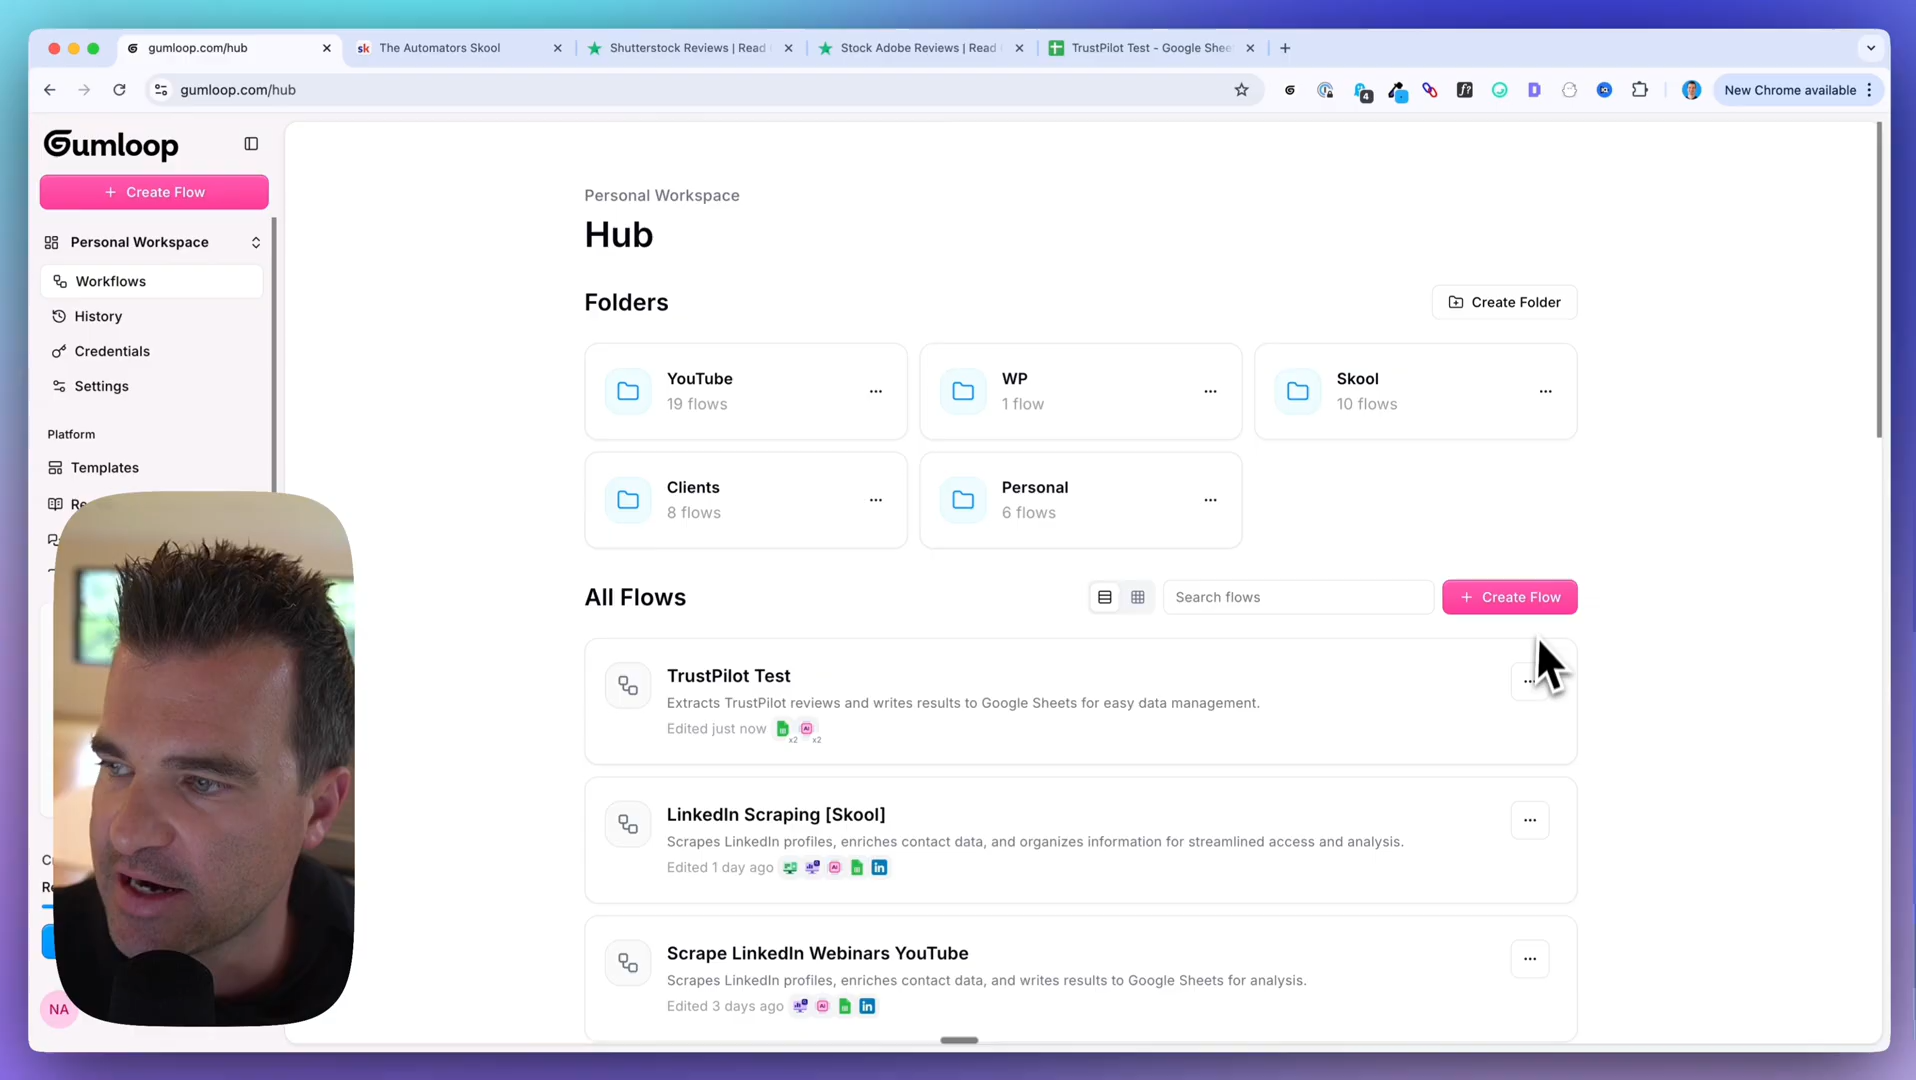 gumloop.com/hub
The Automators Skool
Shutterstock Reviews | Read
Stock Adobe Reviews | Read
TrustPilot Test - Google Shee
gumloop.com/hub
4
f?
D
New Chrome available
Gumloop
+ Create Flow
Personal Workspace
Workflows
History
Credentials
Settings
Platform
Templates
Re
NA
Personal Workspace
Hub
Folders
Create Folder
YouTube
19 flows
WP
1 flow
Skool
10 flows
Clients
8 flows
Personal
6 flows
All Flows
Search flows
+ Create Flow
TrustPilot Test
Extracts TrustPilot reviews and writes results to Google Sheets for easy data management.
Edited just now
x2
x2
LinkedIn Scraping [Skool]
Scrapes LinkedIn profiles, enriches contact data, and organizes information for streamlined access and analysis.
Edited 1 day ago
Scrape LinkedIn Webinars YouTube
Scrapes LinkedIn profiles, enriches contact data, and writes results to Google Sheets for analysis.
Edited 3 days ago